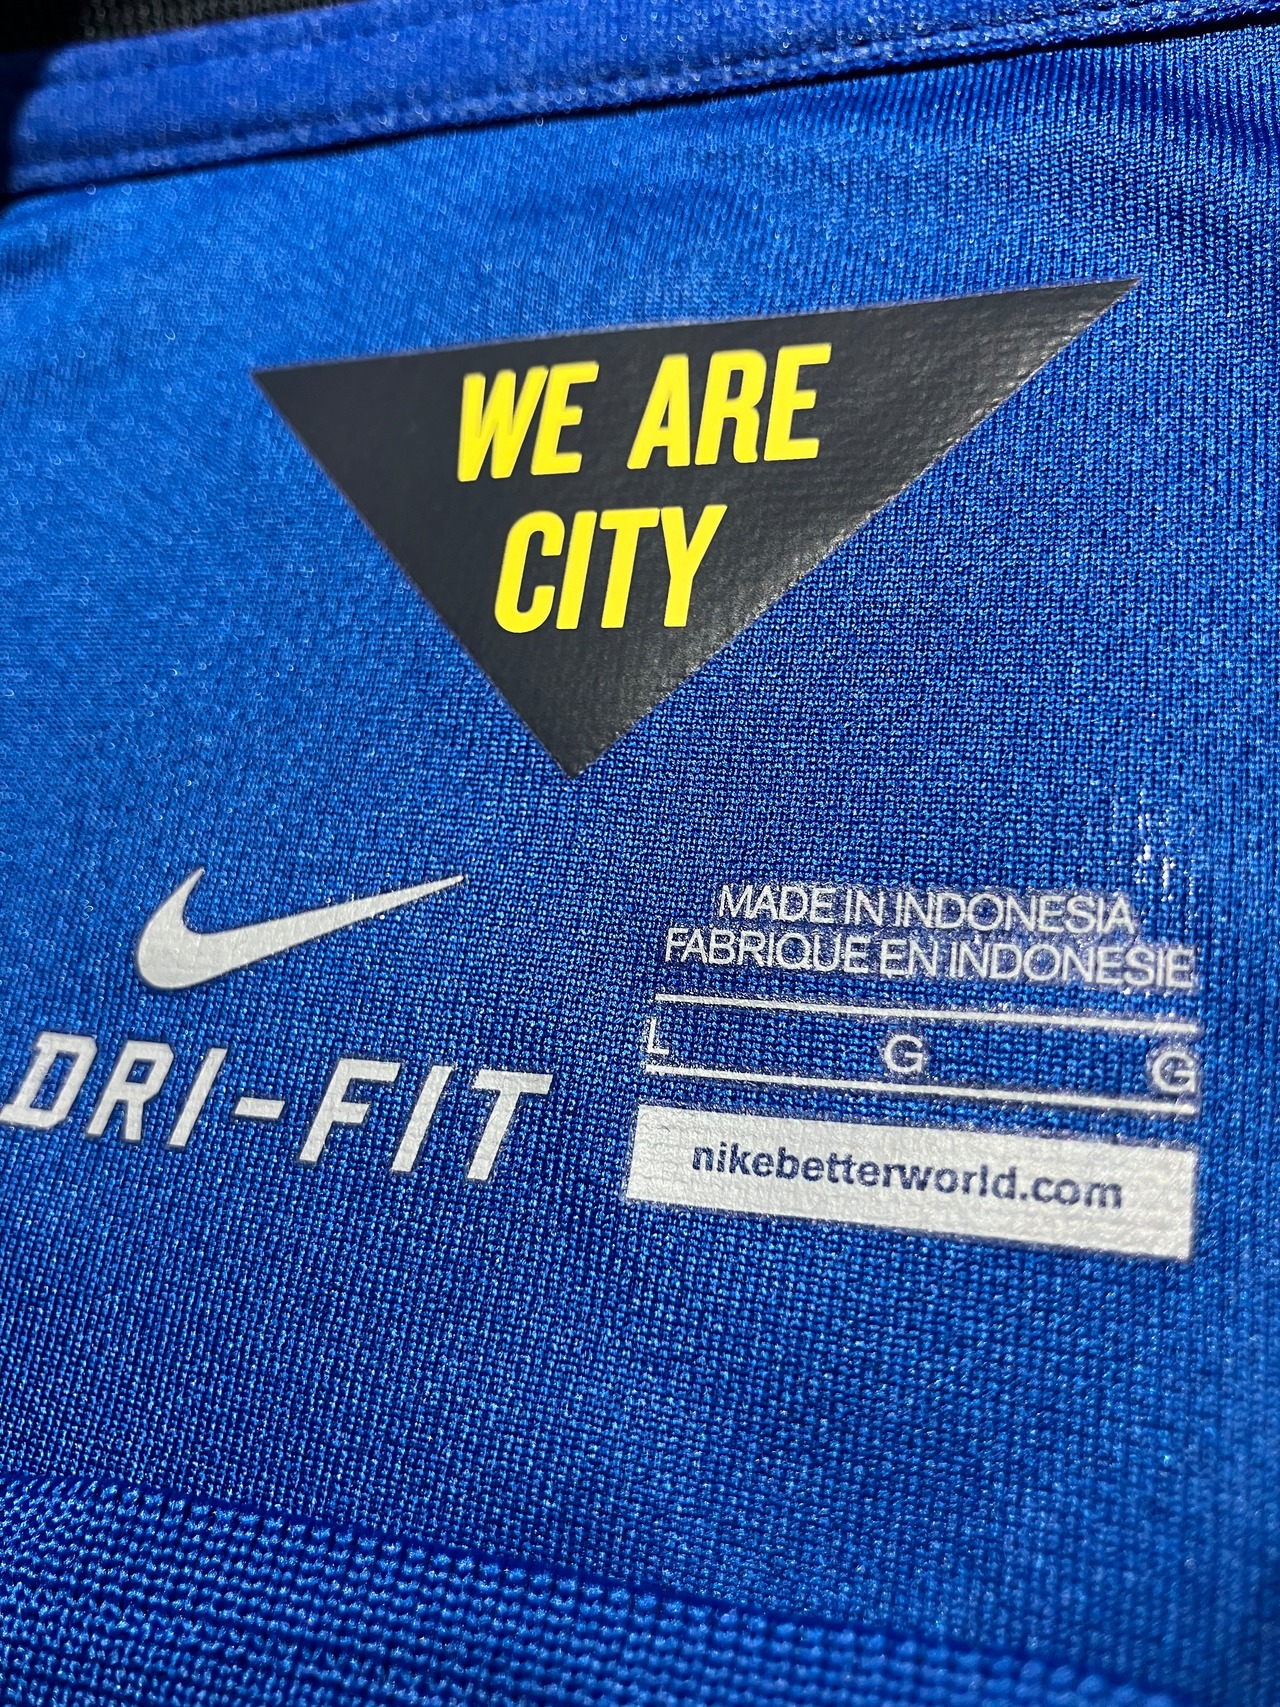 WE ARE
CITY
DRI-FIT
MADE IN INDONESIA
FABRIQUE EN INDONESIE
L G G
nikebetterworld.com